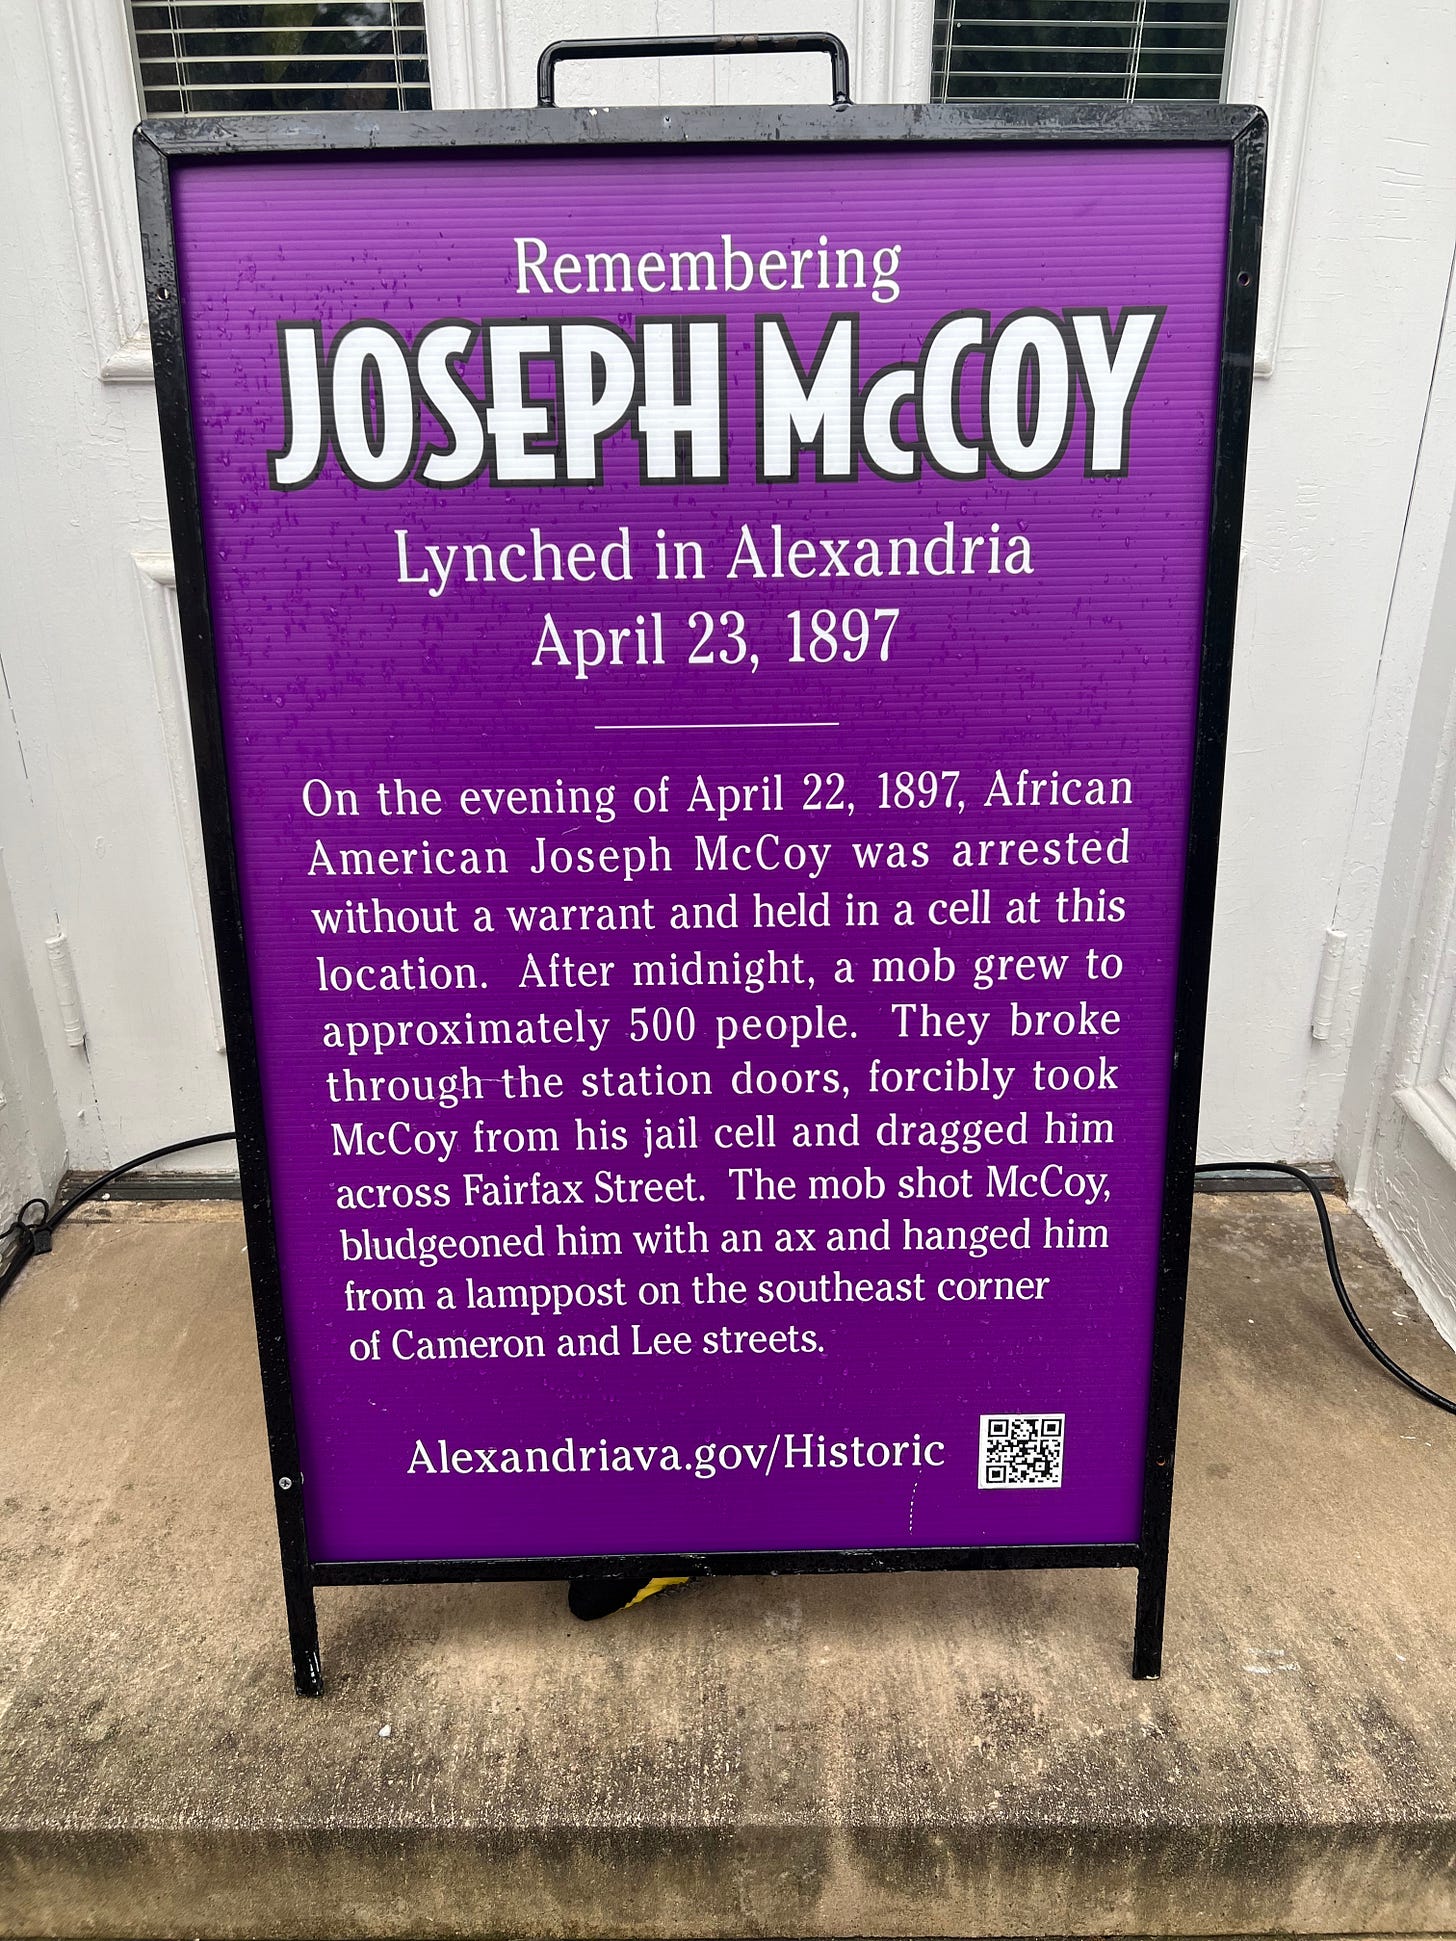 Remembering
JOSEPH McCOY
Lynched in Alexandria
April 23, 1897
On the evening of April 22, 1897, African
American Joseph McCoy was arrested
without a warrant and held in a cell at this
location. After midnight, a mob grew to
approximately 500 people. They broke
through the station doors, forcibly took
McCoy from his jail cell and dragged him
across Fairfax Street. The mob shot McCoy,
bludgeoned him with an ax and hanged him
from a lamppost on the southeast corner
of Cameron and Lee streets.
Alexandriava.gov/Historic